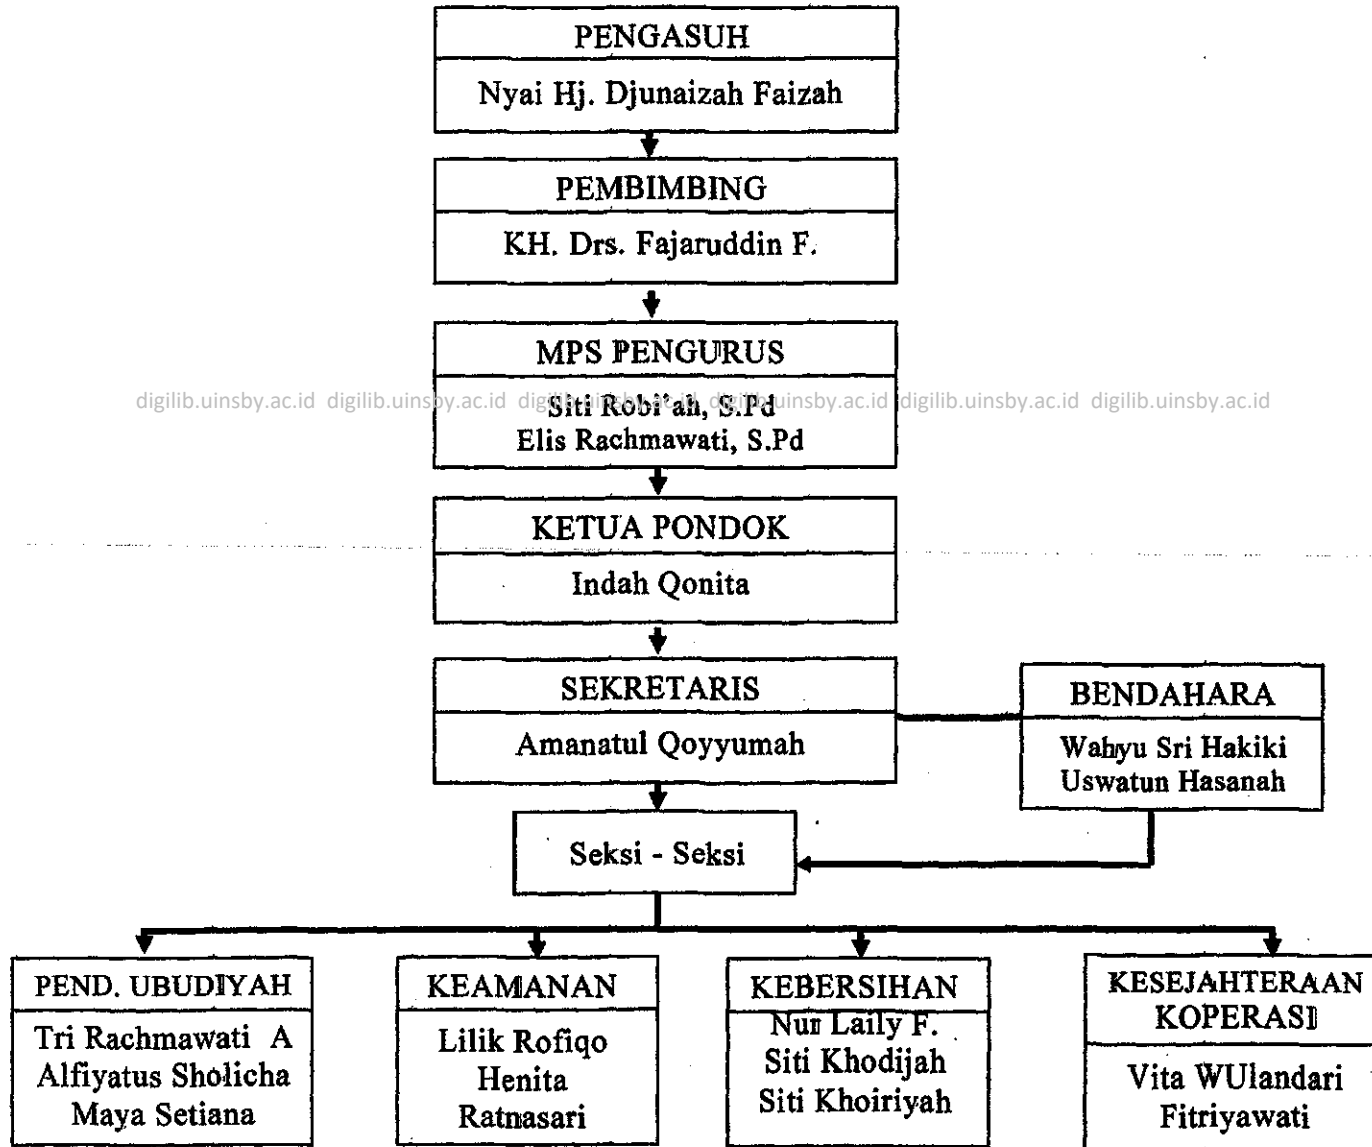 PENGASUH
Nyai Hj. Djunaizah Faizah
PEMBIMBING
KH. Drs. Fajaruddin F.
MPS PENGURUS
digilib.uinsby.ac.id digilib.uinsby.ac.id digilib.uinsby.ac.id digilib.uinsby.ac.id digilib.uinsby.ac.id digilib.uinsby.ac.id
Siti Robi'ah, S.Pd
Elis Rachmawati, S.Pd
KETUA PONDOK
Indah Qonita
SEKRETARIS
Amanatul Qoyyumah
BENDAHARA
Wahyu Sri Hakiki
Uswatun Hasanah
Seksi - Seksi
PEND. UBUDIYAH
Tri Rachmawati A
Alfiyatus Sholicha
Maya Setiana
KEAMANAN
Lilik Rofiqo
Henita
Ratnasari
KEBERSIHAN
Nur Laily F.
Siti Khodijah
Siti Khoiriyah
KESEJAHTERAAN
KOPERASI
Vita WUlandari
Fitriyawati